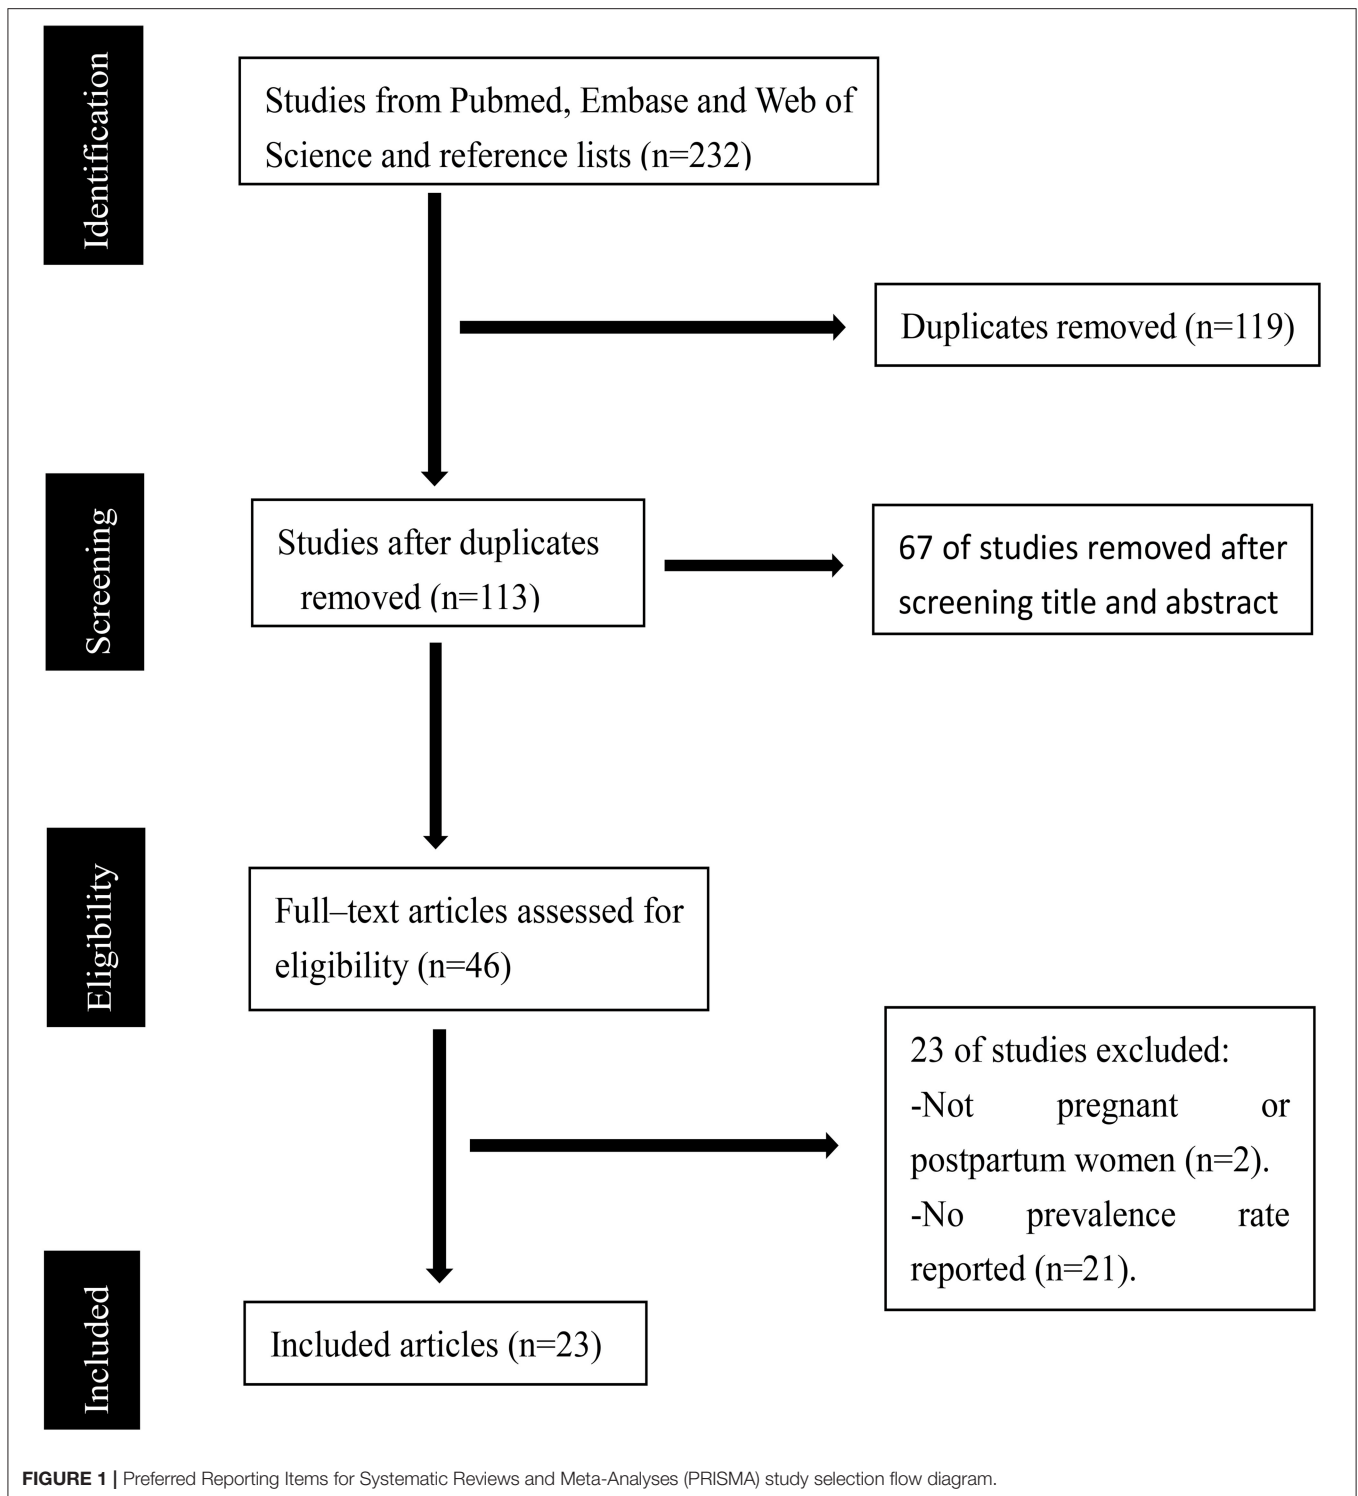 Identification
Studies from Pubmed, Embase and Web of
Science and reference lists (n=232)
Duplicates removed (n=119)
Screening
Studies after duplicates
removed (n=113)
67 of studies removed after
screening title and abstract
Eligibility
Full–text articles assessed for
eligibility (n=46)
23 of studies excluded:
-Not pregnant or
postpartum women (n=2).
-No prevalence rate
reported (n=21).
Included
Included articles (n=23)
FIGURE 1 | Preferred Reporting Items for Systematic Reviews and Meta-Analyses (PRISMA) study selection flow diagram.